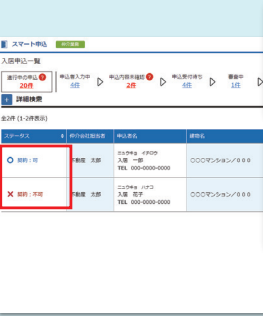 スマート申込
入居申込一覧
進行中の申込 申込者入力中 申込内容未確認 申込受付待ち 審査中
20件 4件 2件 4件 1件
+ 詳細検索
全2件 (1-2件表示)
ステータス 仲介会社担当者 申込者名 建物名
契約：可 不動産 太郎 ニュウキョ イチロウ
入居 一郎
TEL 000-0000-0000 〇〇〇マンション/０００
契約：不可 不動産 太郎 ニュウキョ ハナコ
入居 花子
TEL 000-0000-0000 〇〇〇マンション/０００